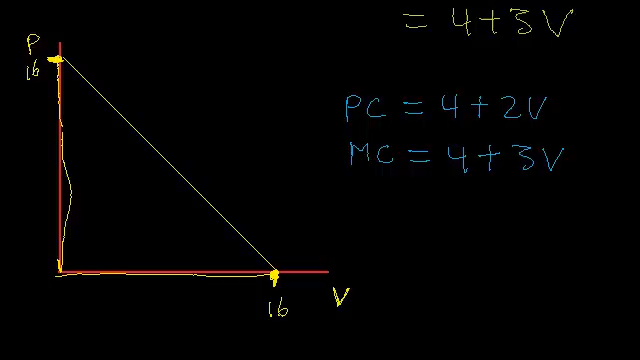 = 4+3V
P
16
PC = 4+2V
MC = 4+3V
16
V